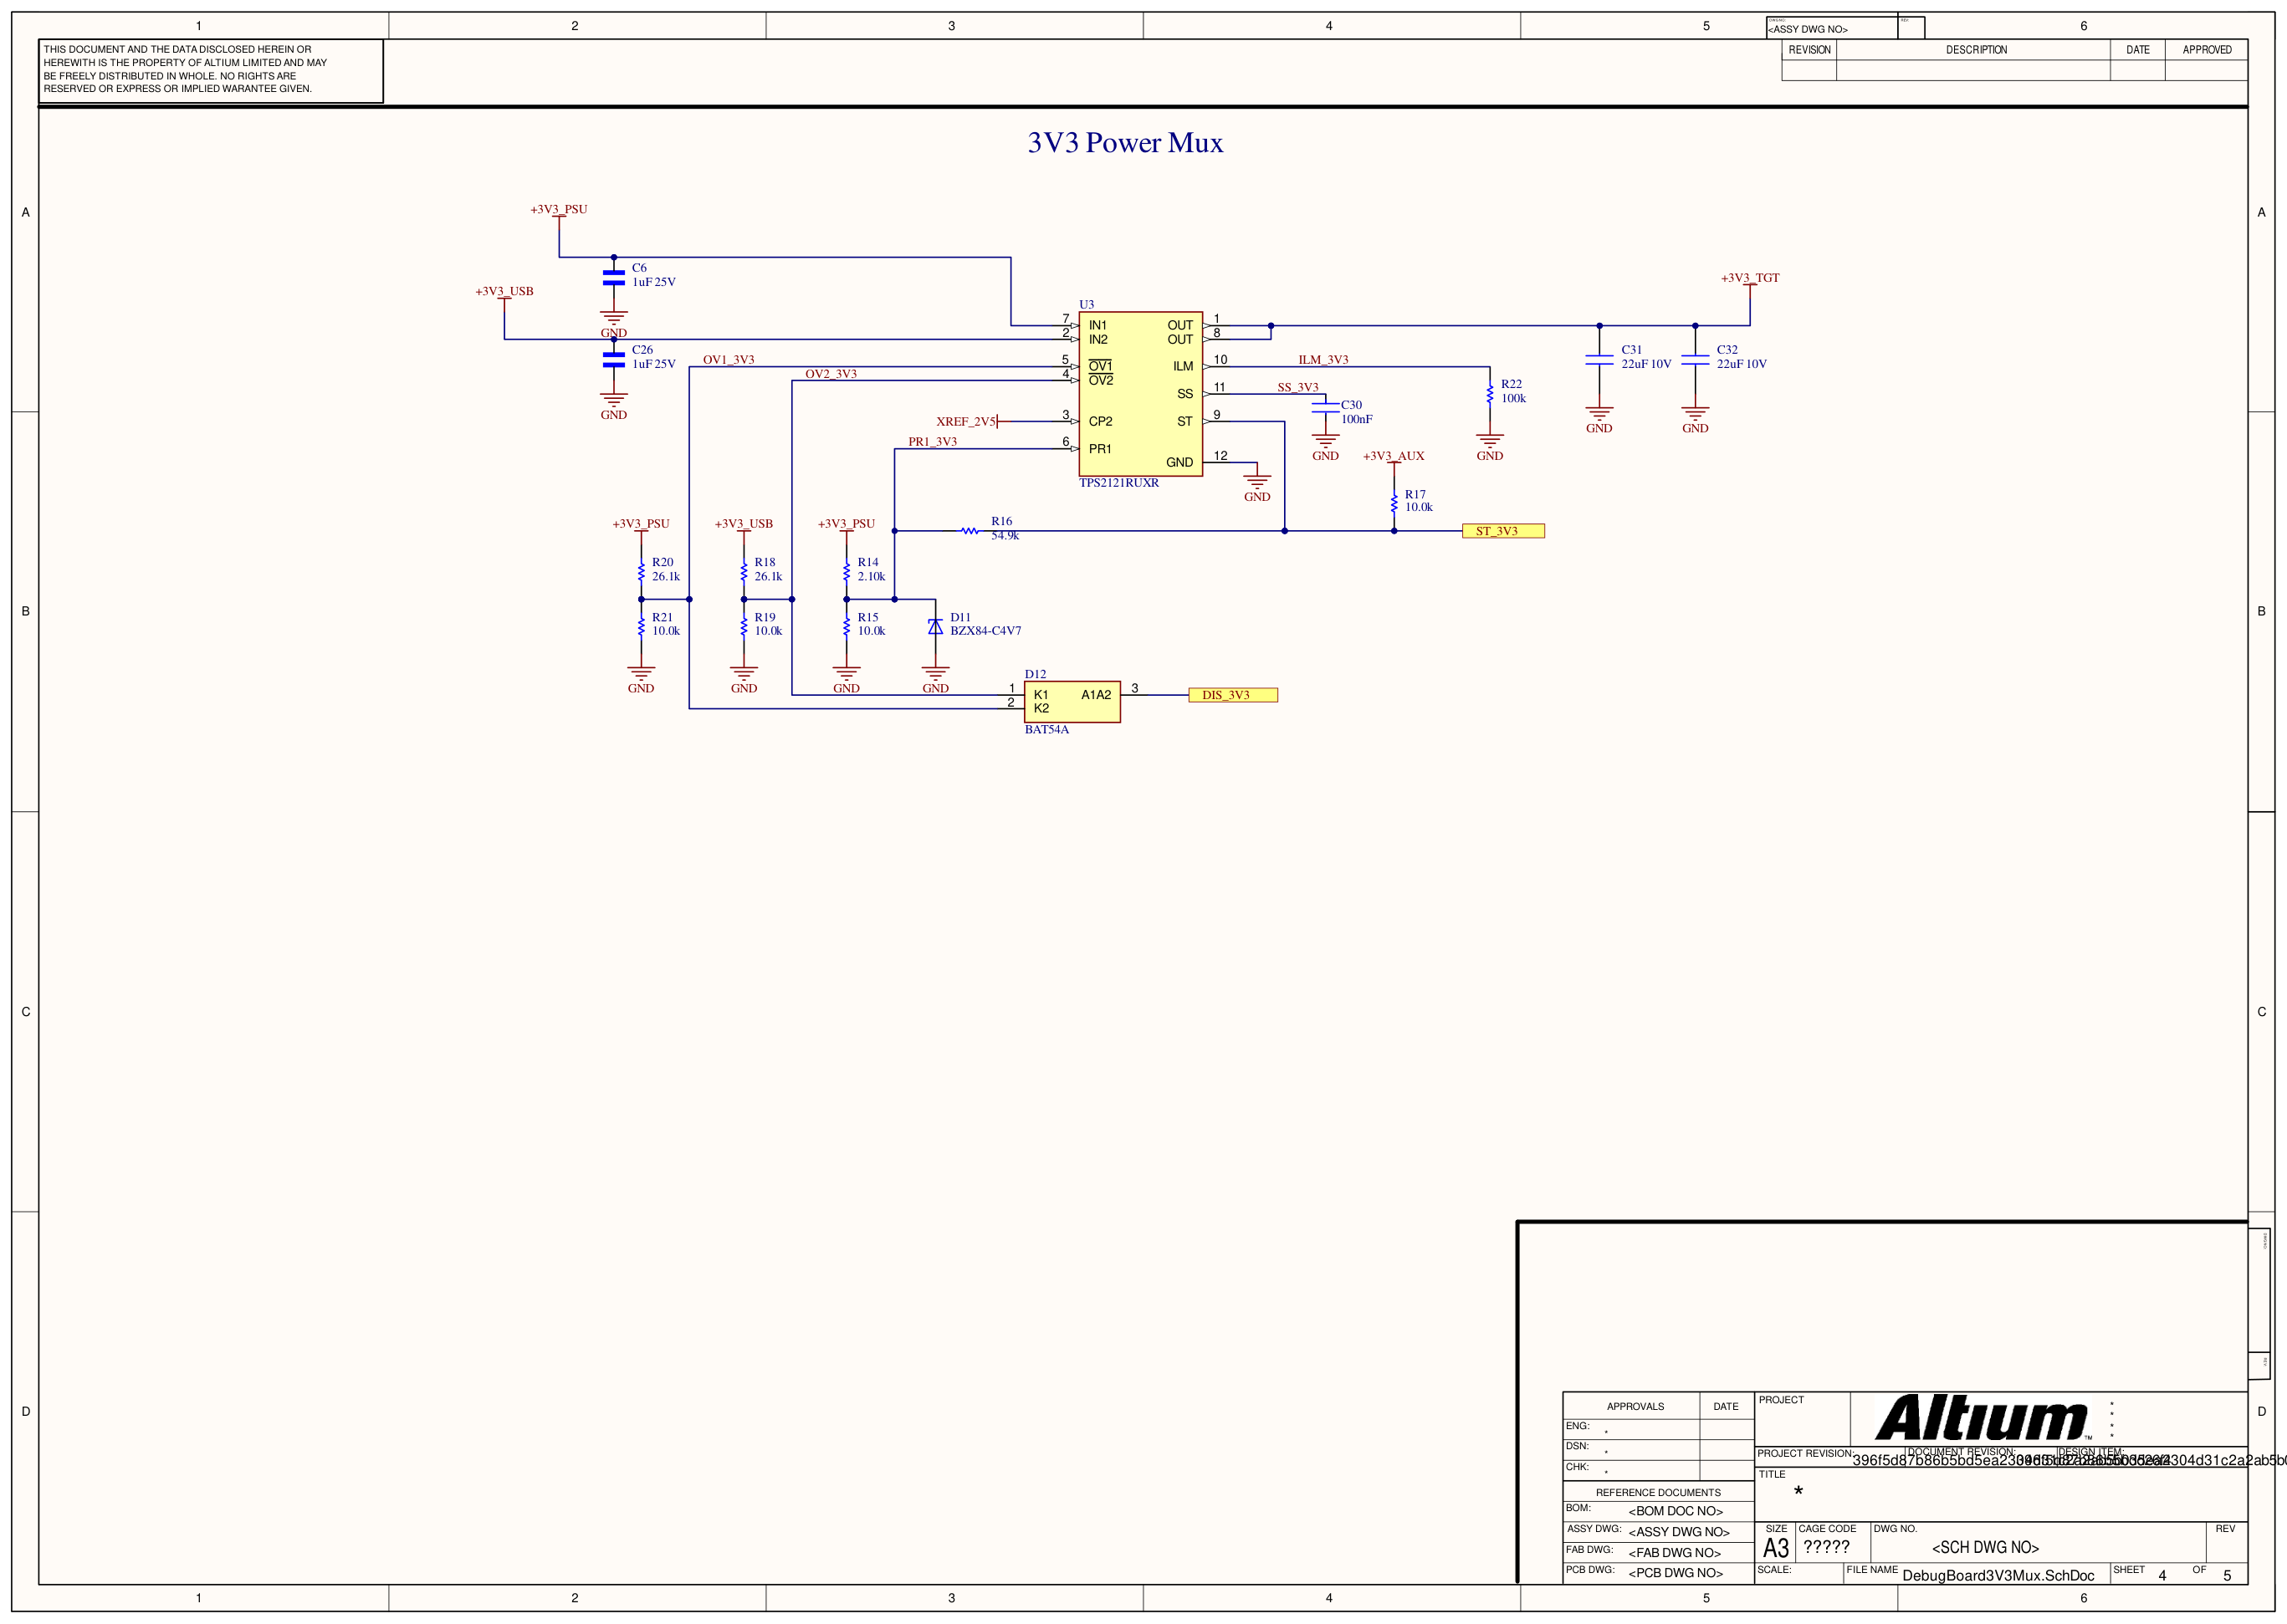 1 2 3 4 5 6
<ASSY DWG NO>
THIS DOCUMENT AND THE DATA DISCLOSED HEREIN OR
HEREWITH IS THE PROPERTY OF ALTIUM LIMITED AND MAY
BE FREELY DISTRIBUTED IN WHOLE. NO RIGHTS ARE
RESERVED OR EXPRESS OR IMPLIED WARANTEE GIVEN.
REVISION DESCRIPTION DATE APPROVED
3V3 Power Mux
A A
+3V3_PSU
C6
1uF 25V
GND
+3V3_USB
C26
1uF 25V
GND
OV1_3V3
OV2_3V3
XREF_2V5
PR1_3V3
U3
7 IN1 OUT 1
2 IN2 OUT 8
5 OV1 ILM 10
4 OV2
SS 11
3 CP2 ST 9
6 PR1
GND 12
TPS2121RUXR
GND
ILM_3V3
SS_3V3
C30
100nF
GND
R22
100k
GND
+3V3_TGT
C31
22uF 10V
GND
C32
22uF 10V
GND
+3V3_AUX
R17
10.0k
ST_3V3
R16
54.9k
+3V3_PSU +3V3_USB +3V3_PSU
R20
26.1k
R18
26.1k
R14
2.10k
B B
R21
10.0k
R19
10.0k
R15
10.0k
D11
BZX84-C4V7
GND GND GND GND
D12
1 K1 A1A2 3
2 K2
BAT54A
DIS_3V3
C C
D D
APPROVALS DATE
ENG: *
DSN: *
CHK: *
REFERENCE DOCUMENTS
BOM: <BOM DOC NO>
ASSY DWG: <ASSY DWG NO>
FAB DWG: <FAB DWG NO>
PCB DWG: <PCB DWG NO>
PROJECT
Altium
TM
*
*
*
*
PROJECT REVISION: DOCUMENT REVISION: DESIGN ITEM:
TITLE
*
SIZE CAGE CODE DWG NO. REV
A3 ????? <SCH DWG NO>
SCALE: FILE NAME DebugBoard3V3Mux.SchDoc SHEET 4 OF 5
1 2 3 4 5 6